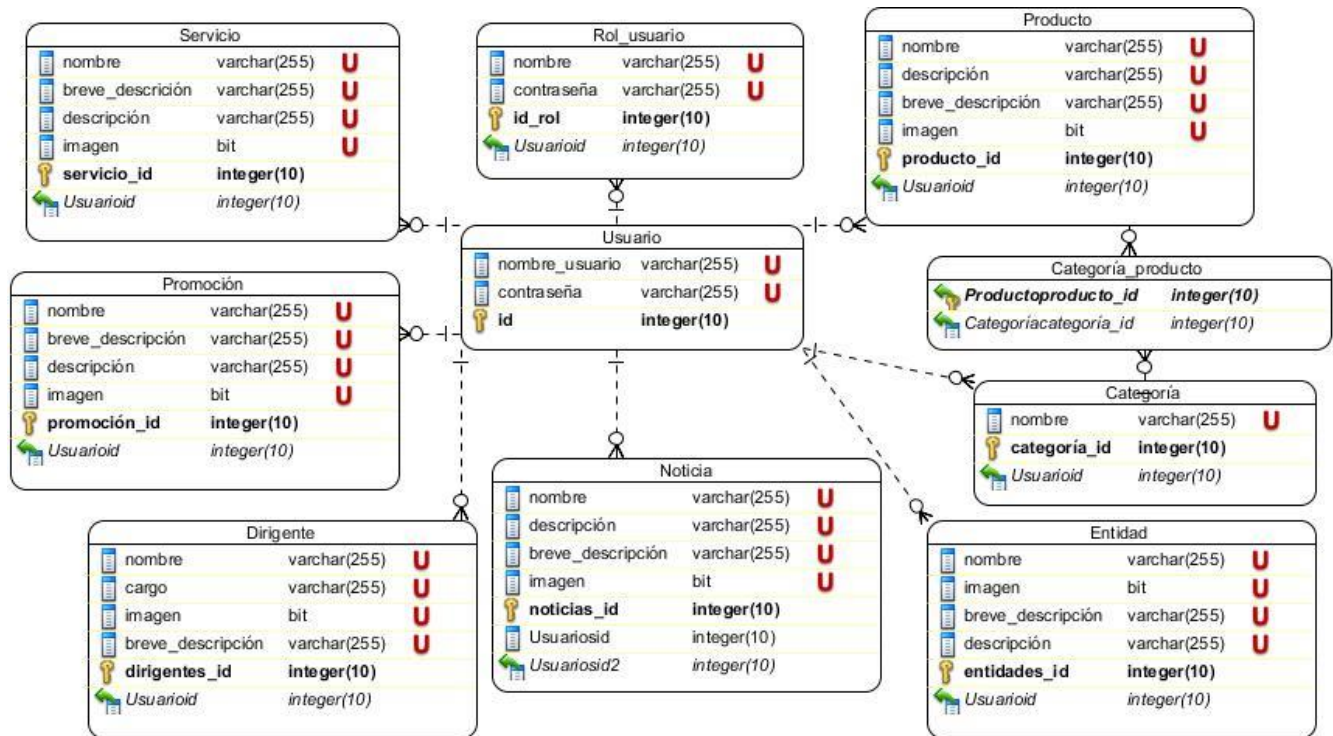 Servicio
nombre varchar(255) U
breve_descrición varchar(255) U
descripción varchar(255) U
imagen bit U
servicio_id integer(10)
Usuarioid integer(10)
Rol_usuario
nombre varchar(255) U
contraseña varchar(255) U
id_rol integer(10)
Usuarioid integer(10)
Producto
nombre varchar(255) U
descripción varchar(255) U
breve_descripción varchar(255) U
imagen bit U
producto_id integer(10)
Usuarioid integer(10)
Usuario
nombre_usuario varchar(255) U
contraseña varchar(255) U
id integer(10)
Categoría_producto
Productoproducto_id integer(10)
Categoríacategoría_id integer(10)
Promoción
nombre varchar(255) U
breve_descripción varchar(255) U
descripción varchar(255) U
imagen bit U
promoción_id integer(10)
Usuarioid integer(10)
Categoría
nombre varchar(255) U
categoría_id integer(10)
Usuarioid integer(10)
Dirigente
nombre varchar(255) U
cargo varchar(255) U
imagen bit U
breve_descripción varchar(255) U
dirigentes_id integer(10)
Usuarioid integer(10)
Noticia
nombre varchar(255) U
descripción varchar(255) U
breve_descripción varchar(255) U
imagen bit U
noticias_id integer(10)
Usuariosid integer(10)
Usuariosid2 integer(10)
Entidad
nombre varchar(255) U
imagen bit U
breve_descripción varchar(255) U
descripción varchar(255) U
entidades_id integer(10)
Usuarioid integer(10)